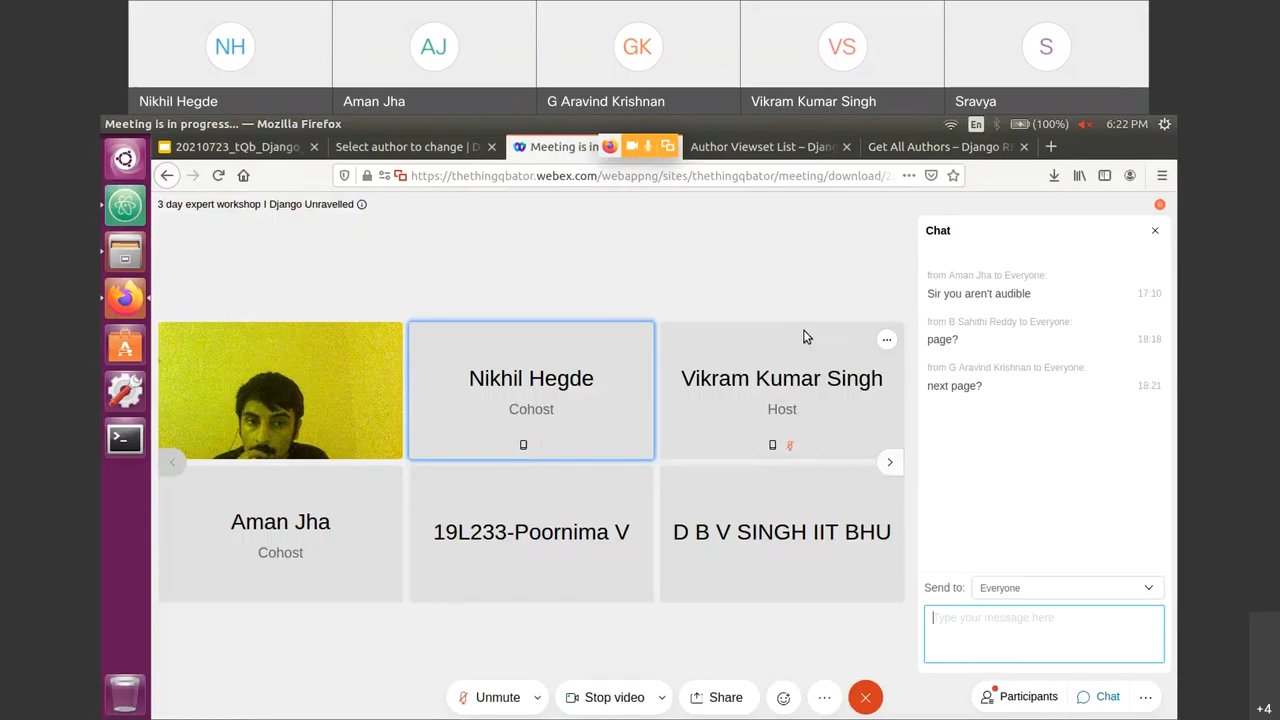 NH
AJ
GK
VS
S
Nikhil Hegde
Aman Jha
G Aravind Krishnan
Vikram Kumar Singh
Sravya
Meeting is in progress... — Mozilla Firefox
En
(100%)
6:22 PM
20210723_tQb_Django_
Select author to change | D
Meeting is in
Author Viewset List – Djan
Get All Authors – Django R
https://thethingqbator.webex.com/webappng/sites/thethingqbator/meeting/download/2
3 day expert workshop I Django Unravelled
Chat
from Aman Jha to Everyone:
Sir you aren't audible
17:10
from B Sahithi Reddy to Everyone:
page?
18:18
from G Aravind Krishnan to Everyone:
next page?
18:21
Nikhil Hegde
Cohost
Vikram Kumar Singh
Host
Aman Jha
Cohost
19L233-Poornima V
D B V SINGH IIT BHU
Send to:
Everyone
Type your message here
Unmute
Stop video
Share
Participants
Chat
+4